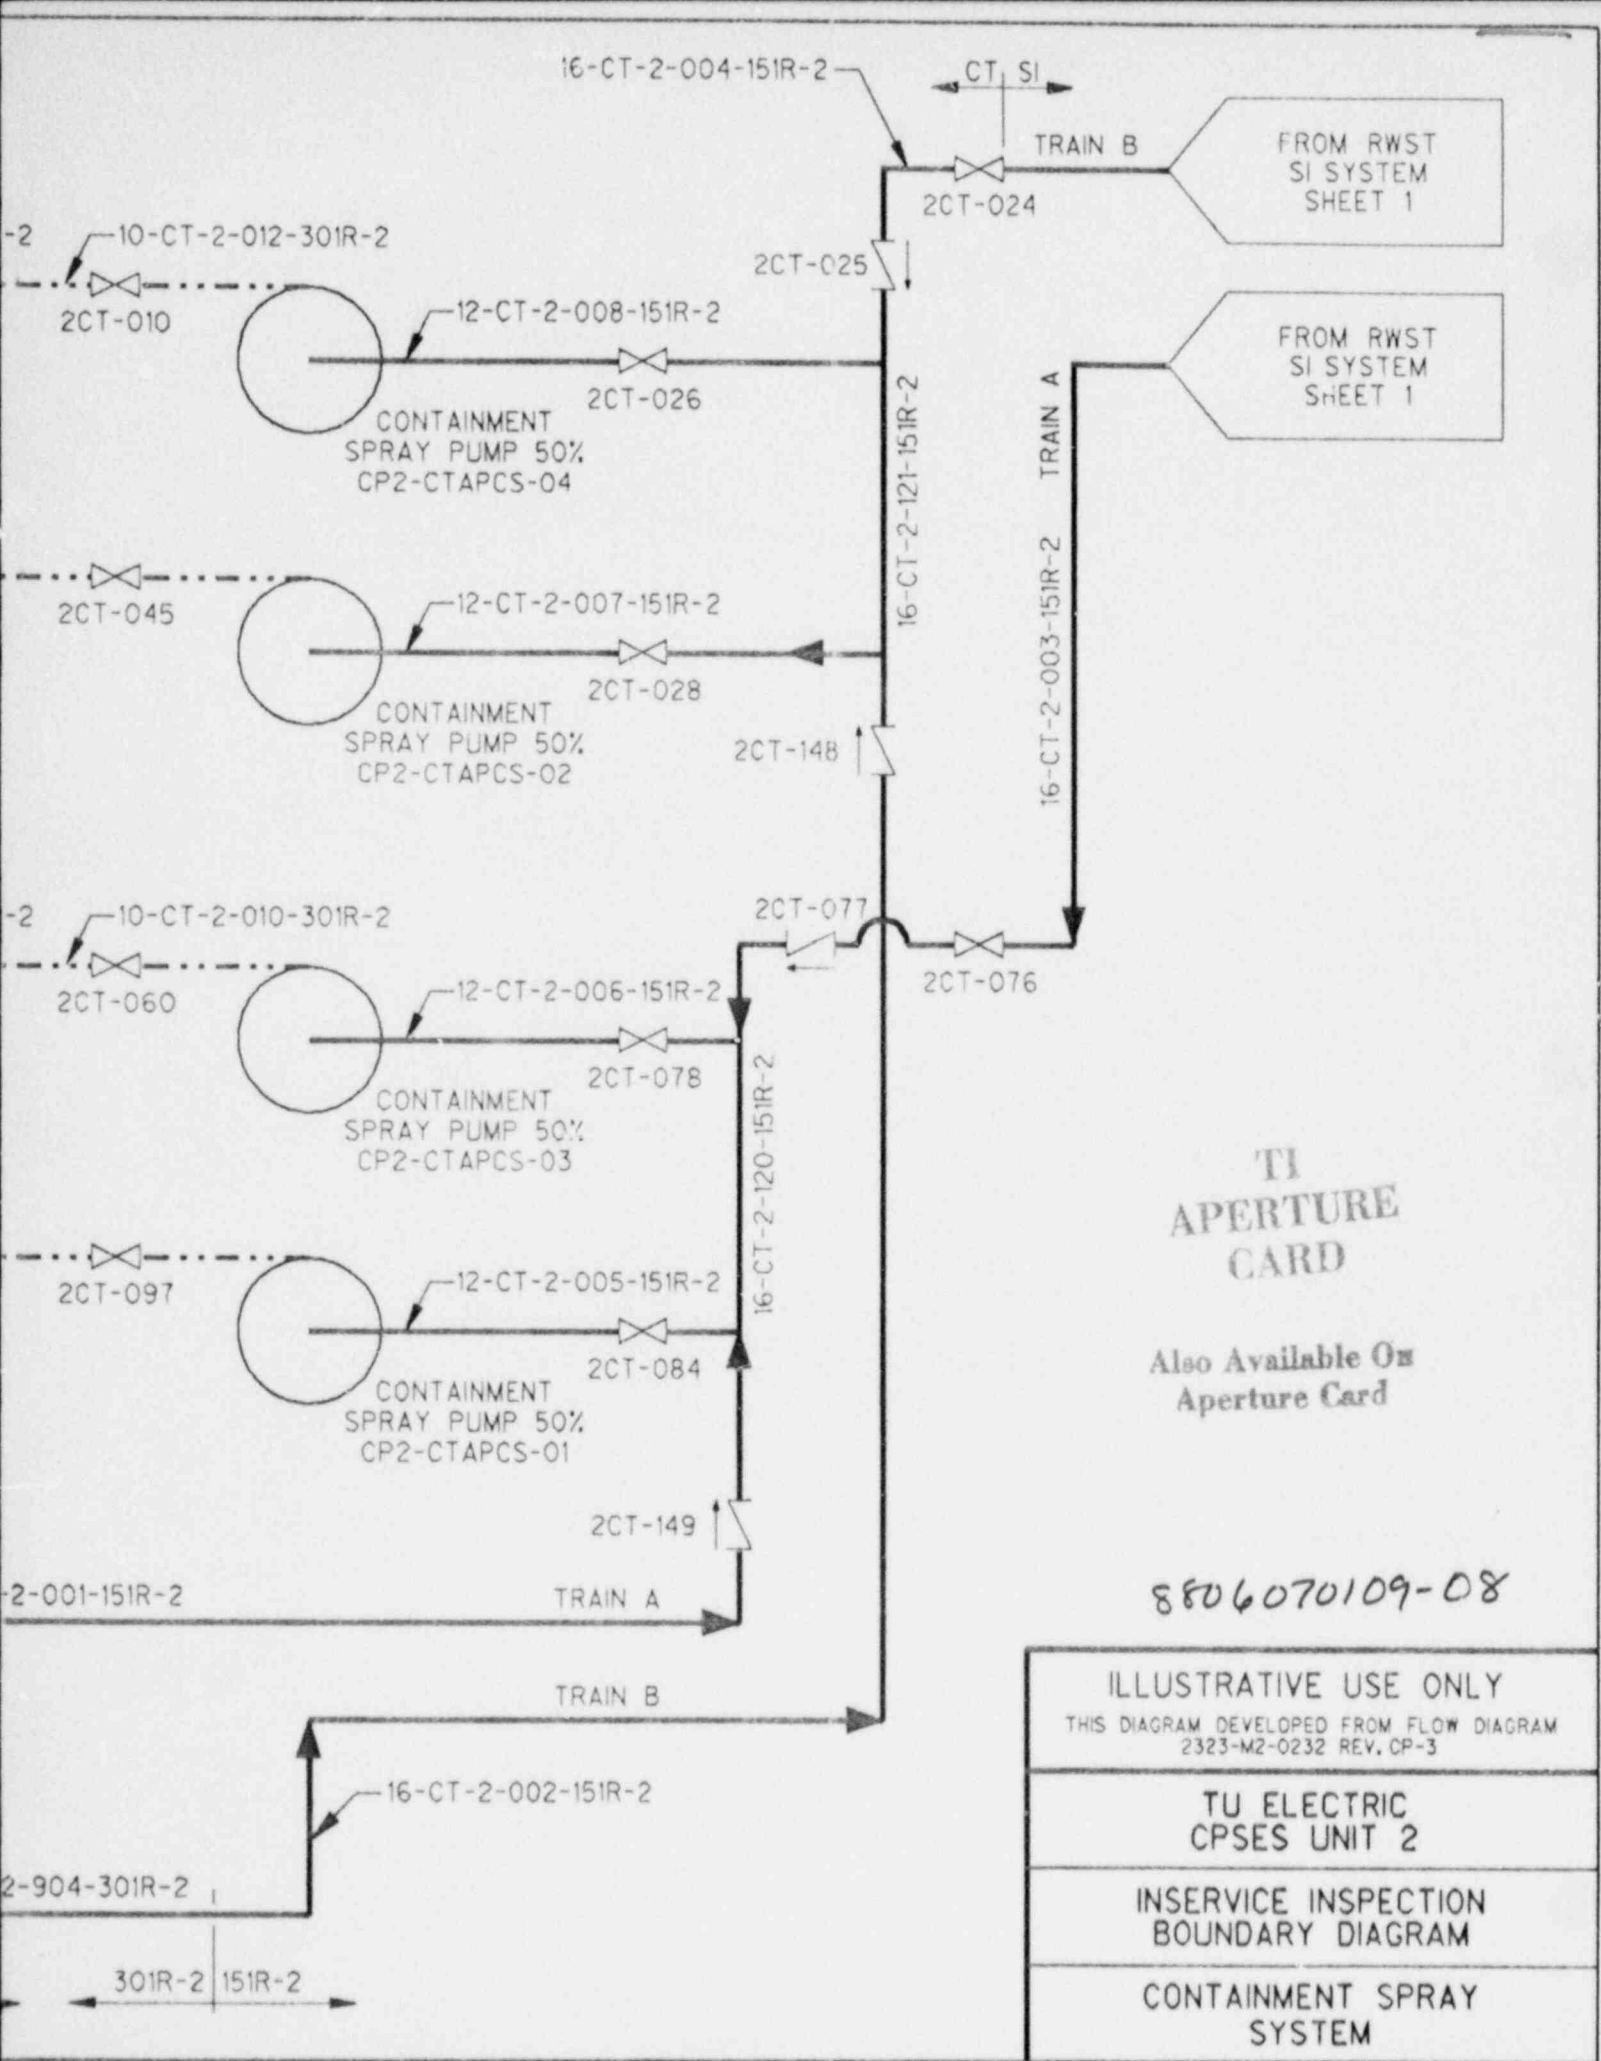 16-CT-2-004-151R-2
CT SI
TRAIN B
FROM RWST
SI SYSTEM
SHEET 1
2CT-024
-2
10-CT-2-012-301R-2
2CT-010
2CT-025
12-CT-2-008-151R-2
2CT-026
CONTAINMENT
SPRAY PUMP 50%
CP2-CTAPCS-04
16-CT-2-121-151R-2
TRAIN A
16-CT-2-003-151R-2
FROM RWST
SI SYSTEM
SHEET 1
2CT-045
12-CT-2-007-151R-2
2CT-028
CONTAINMENT
SPRAY PUMP 50%
CP2-CTAPCS-02
2CT-148
-2
10-CT-2-010-301R-2
2CT-060
2CT-077
2CT-076
12-CT-2-006-151R-2
2CT-078
CONTAINMENT
SPRAY PUMP 50%
CP2-CTAPCS-03
16-CT-2-120-151R-2
TI
APERTURE
CARD
2CT-097
12-CT-2-005-151R-2
2CT-084
CONTAINMENT
SPRAY PUMP 50%
CP2-CTAPCS-01
Also Available On
Aperture Card
2CT-149
-2-001-151R-2
TRAIN A
8806070109-08
TRAIN B
16-CT-2-002-151R-2
2-904-301R-2
301R-2 151R-2
ILLUSTRATIVE USE ONLY
THIS DIAGRAM DEVELOPED FROM FLOW DIAGRAM
2323-M2-0232 REV. CP-3
TU ELECTRIC
CPSES UNIT 2
INSERVICE INSPECTION
BOUNDARY DIAGRAM
CONTAINMENT SPRAY
SYSTEM